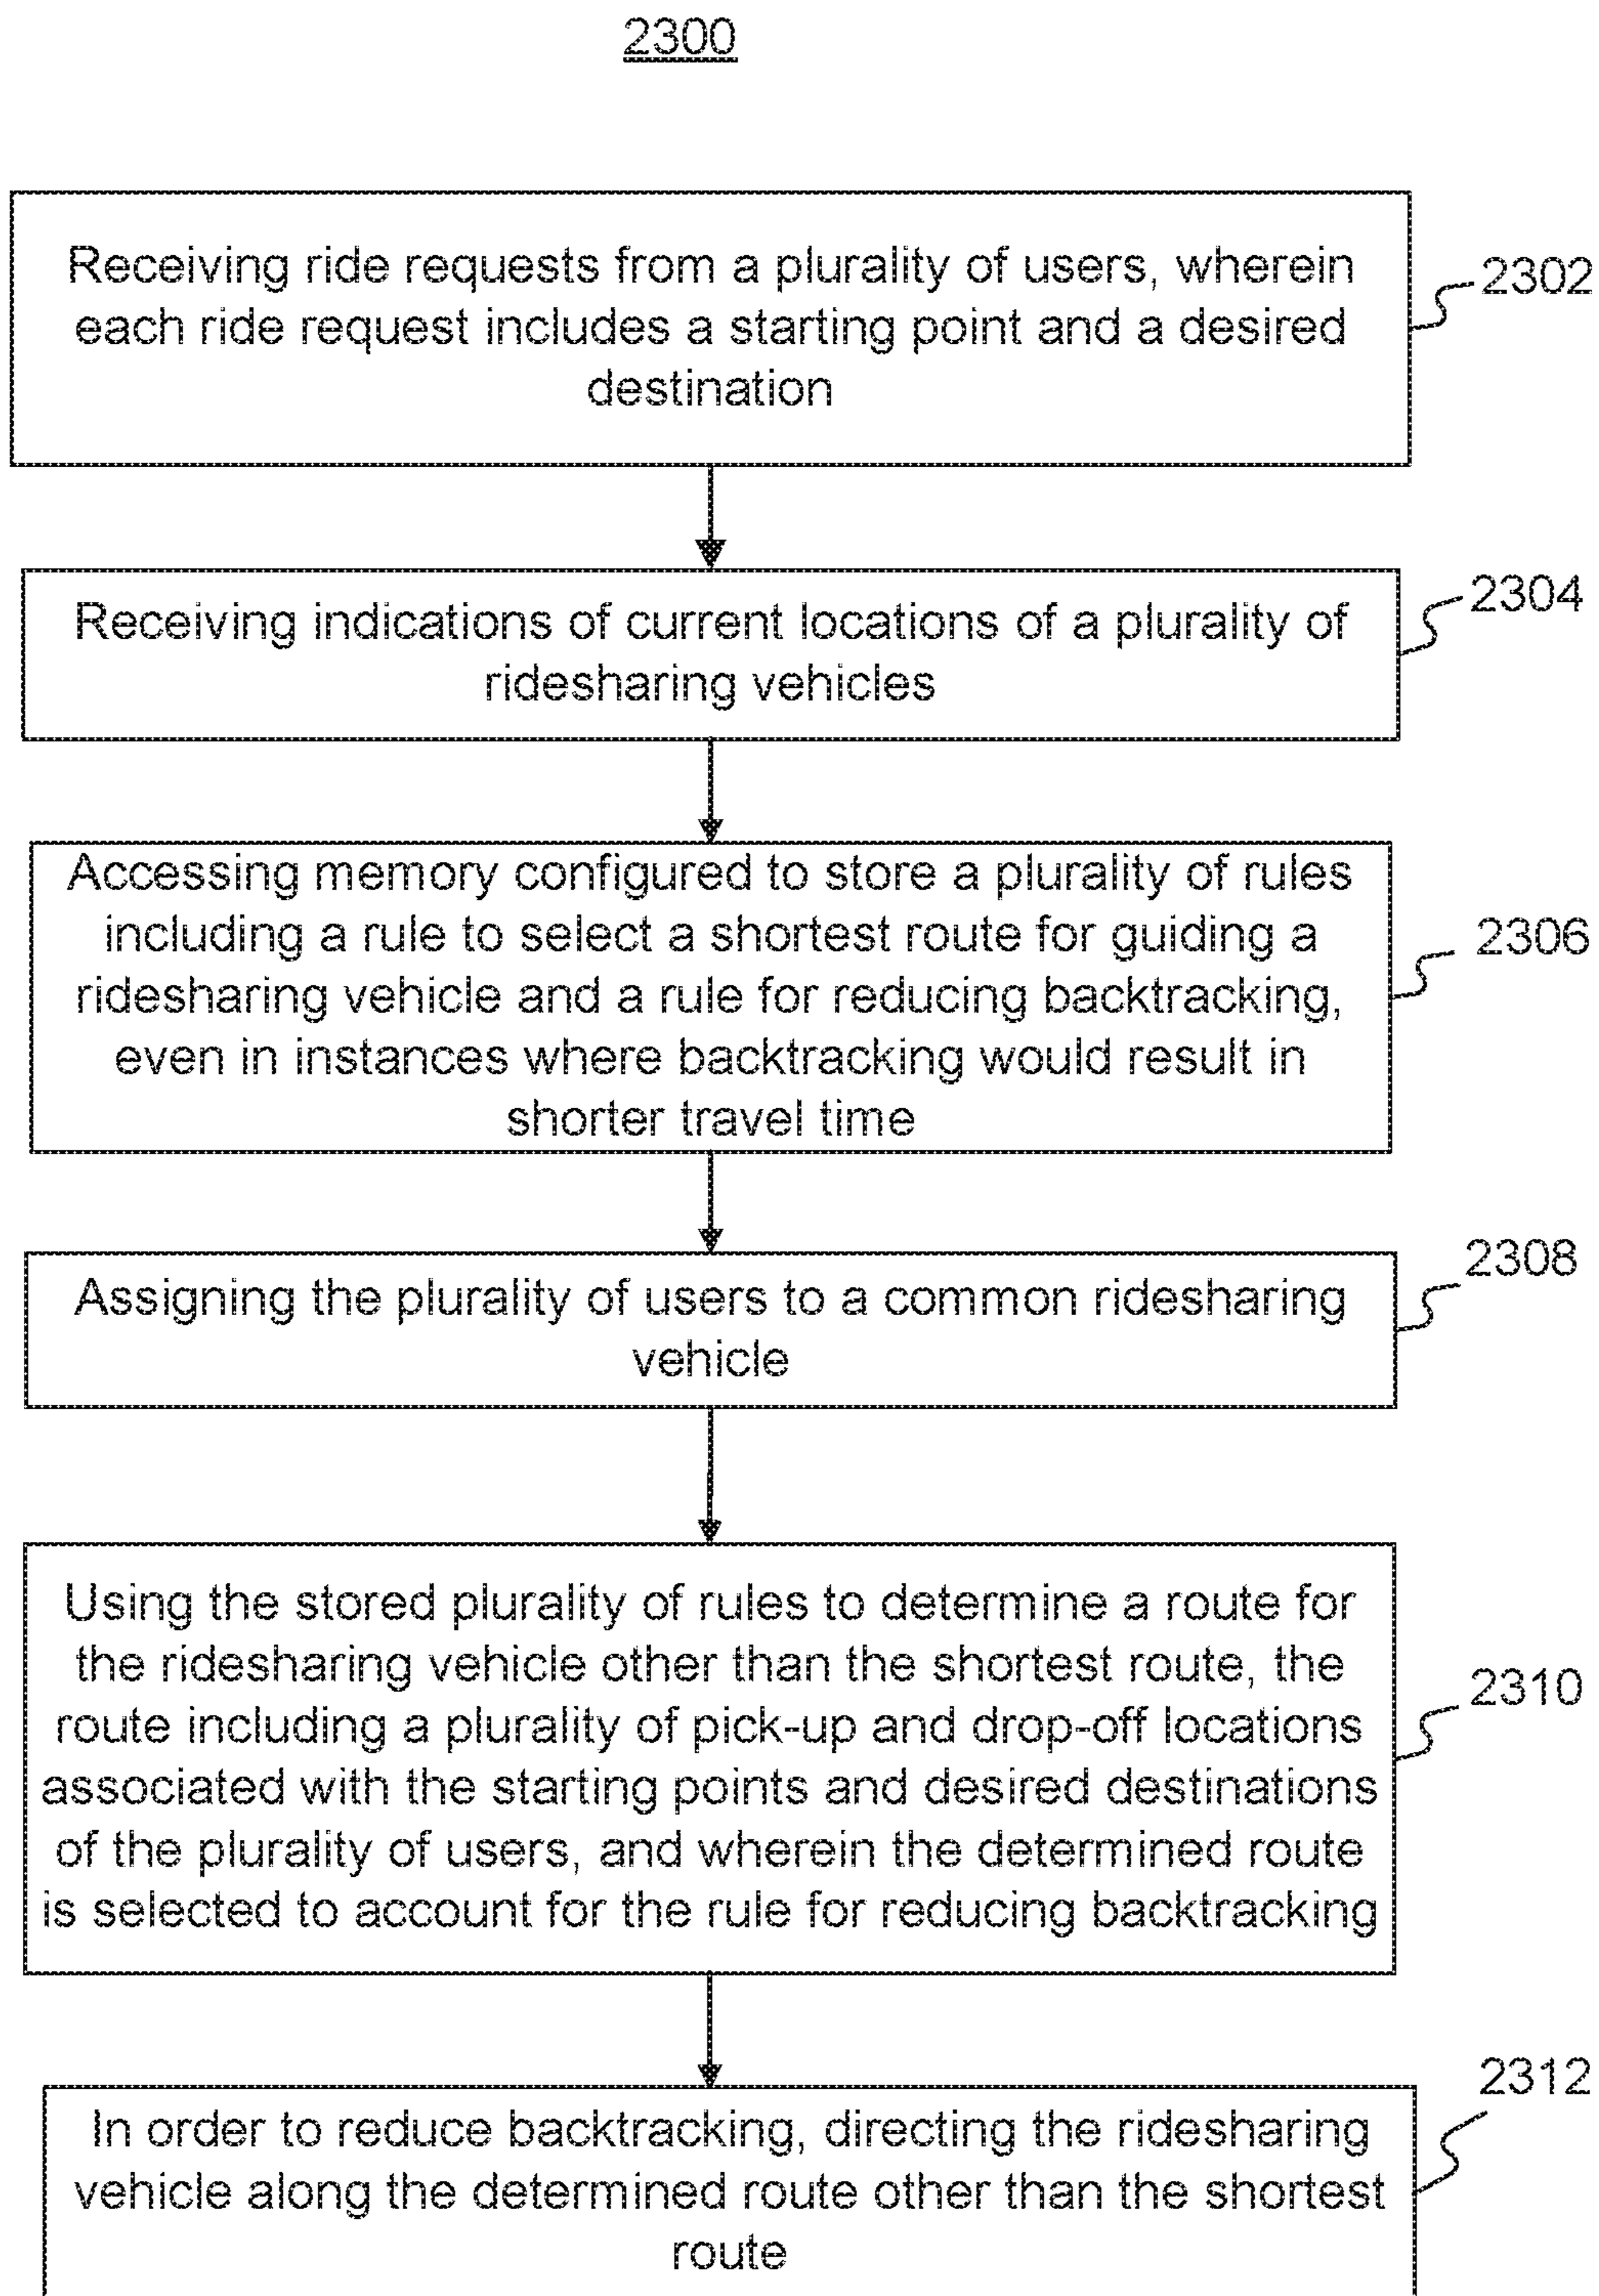 2300
Receiving ride requests from a plurality of users, wherein
each ride request includes a starting point and a desired
destination
2302
Receiving indications of current locations of a plurality of
ridesharing vehicles
2304
Accessing memory configured to store a plurality of rules
including a rule to select a shortest route for guiding a
ridesharing vehicle and a rule for reducing backtracking,
even in instances where backtracking would result in
shorter travel time
2306
Assigning the plurality of users to a common ridesharing
vehicle
2308
Using the stored plurality of rules to determine a route for
the ridesharing vehicle other than the shortest route, the
route including a plurality of pick-up and drop-off locations
associated with the starting points and desired destinations
of the plurality of users, and wherein the determined route
is selected to account for the rule for reducing backtracking
2310
In order to reduce backtracking, directing the ridesharing
vehicle along the determined route other than the shortest
route
2312